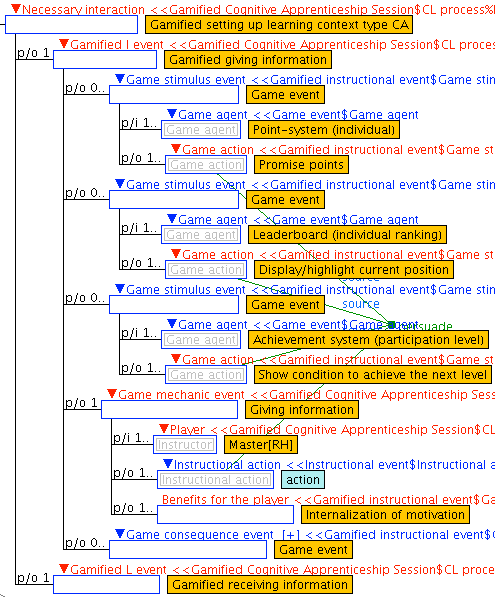 Necessary interaction <<Gamified Cognitive Apprenticeship Session$CL process%I
Gamified setting up learning context type CA
Gamified I event <<Gamified Cognitive Apprenticeship Session$CL proces
p/o 1 Gamified giving information
Game stimulus event <<Gamified instructional event$Game stin
p/o 0.. Game event
Game agent <<Game event$Game agent
p/i 1.. Game agent Point-system (individual)
Game action <<Gamified instructional event$Game st
p/o 1.. Game action Promise points
Game stimulus event <<Gamified instructional event$Game stin
p/o 0.. Game event
Game agent <<Game event$Game agent
p/i 1.. Game agent Leaderboard (individual ranking)
Game action <<Gamified instructional event$Game st
p/o 1.. Game action Display/highlight current position
source
Game stimulus event <<Gamified instructional event$Game stin
p/o 0.. Game event source
Game agent <<Game event$Game agent persuade
p/i 1.. Game agent Achievement system (participation level)
Game action <<Gamified instructional event$Game st
p/o 1.. Game action Show condition to achieve the next level
Game mechanic event <<Gamified Cognitive Apprenticeship Sess
p/o 1 Giving information
Player <<Gamified Cognitive Apprenticeship Session$C
p/i 1.. Instructor Master[RH]
Instructional action <<Instructional event$Instructional a
p/o 1.. Instructional action action
Benefits for the player <<Gamified instructional event$Ga
p/o 1.. Internalization of motivation
Game consequence event [+] <<Gamified instructional event$G
p/o 0.. Game event
Gamified L event <<Gamified Cognitive Apprenticeship Session$CL proce
p/o 1 Gamified receiving information